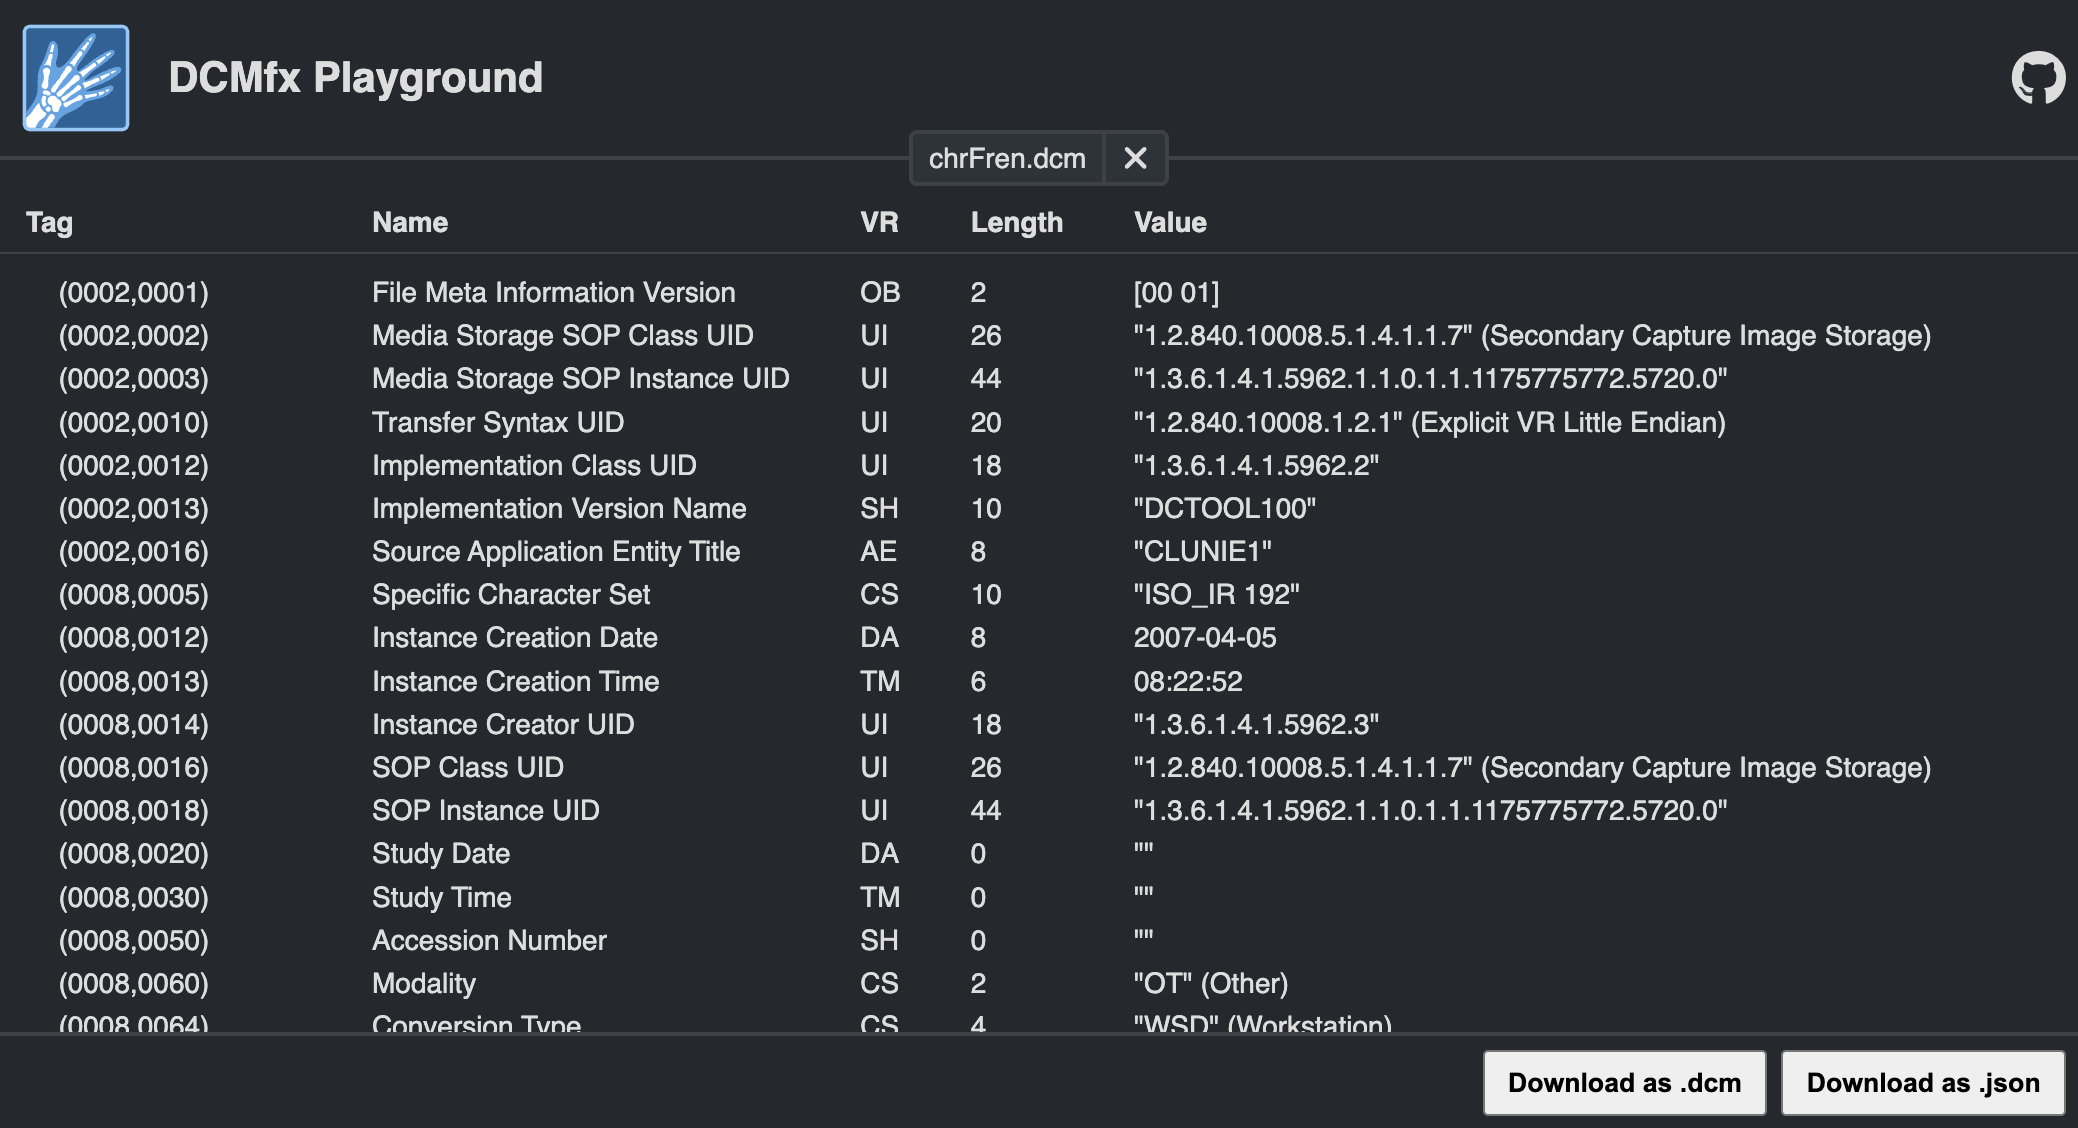 DCMfx Playground
chrFren.dcm
Tag Name VR Length Value
(0002,0001) File Meta Information Version OB 2 [00 01]
(0002,0002) Media Storage SOP Class UID UI 26 "1.2.840.10008.5.1.4.1.1.7" (Secondary Capture Image Storage)
(0002,0003) Media Storage SOP Instance UID UI 44 "1.3.6.1.4.1.5962.1.1.0.1.1.1175775772.5720.0"
(0002,0010) Transfer Syntax UID UI 20 "1.2.840.10008.1.2.1" (Explicit VR Little Endian)
(0002,0012) Implementation Class UID UI 18 "1.3.6.1.4.1.5962.2"
(0002,0013) Implementation Version Name SH 10 "DCTOOL100"
(0002,0016) Source Application Entity Title AE 8 "CLUNIE1"
(0008,0005) Specific Character Set CS 10 "ISO_IR 192"
(0008,0012) Instance Creation Date DA 8 2007-04-05
(0008,0013) Instance Creation Time TM 6 08:22:52
(0008,0014) Instance Creator UID UI 18 "1.3.6.1.4.1.5962.3"
(0008,0016) SOP Class UID UI 26 "1.2.840.10008.5.1.4.1.1.7" (Secondary Capture Image Storage)
(0008,0018) SOP Instance UID UI 44 "1.3.6.1.4.1.5962.1.1.0.1.1.1175775772.5720.0"
(0008,0020) Study Date DA 0 ""
(0008,0030) Study Time TM 0 ""
(0008,0050) Accession Number SH 0 ""
(0008,0060) Modality CS 2 "OT" (Other)
(0008,0064) Conversion Type CS 4 "WSD" (Workstation)
Download as .dcm Download as .json